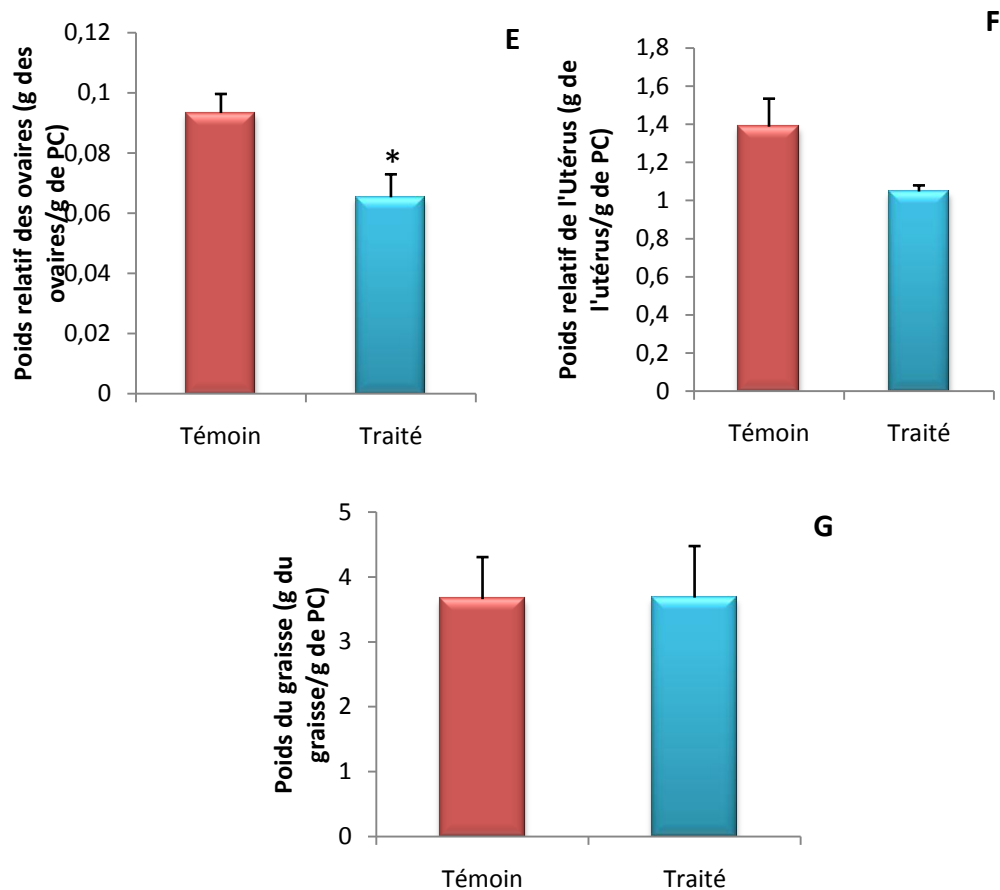 E
Poids relatif des ovaires (g des
ovaires/g de PC)
0,12
0,1
0,08
0,06
0,04
0,02
0
*
Témoin
Traité
F
Poids relatif de l'Utérus (g de
l'utérus/g de PC)
1,8
1,6
1,4
1,2
1
0,8
0,6
0,4
0,2
0
Témoin
Traité
G
Poids du graisse (g du
graisse/g de PC)
5
4
3
2
1
0
Témoin
Traité